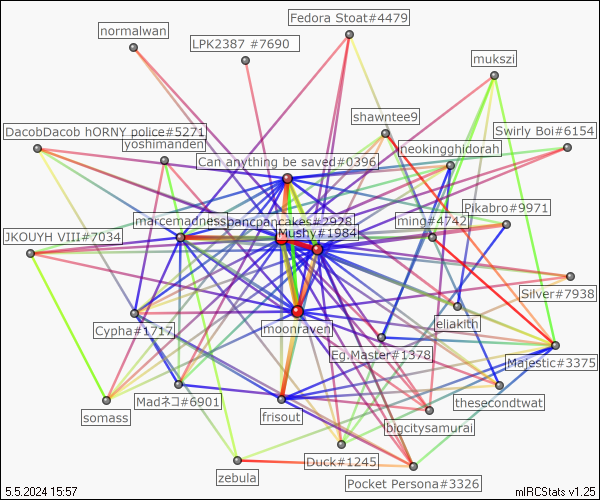 Fedora Stoat#4479
normalwan
LPK2387 #7690
mukszi
shawntee9
DacobDacob hORNY police#5271
Swirly Boi#6154
yoshimanden
neokingghidorah
Can anything be saved#0396
Pikabro#9971
marcemadness
pancpancakes#7928
ming#4742
Mushy#1984
JKOUYH VIII#7034
Silver#7938
eliakith
Cypha#1717
moonraven
Eg.Master#1378
Majestic#3375
thesecondtwat
Madネコ#6901
frisout
somass
bigcitysamurai
Duck#1245
zebula
Pocket Persona#3326
5.5.2024 15:57
mIRCStats v1.25